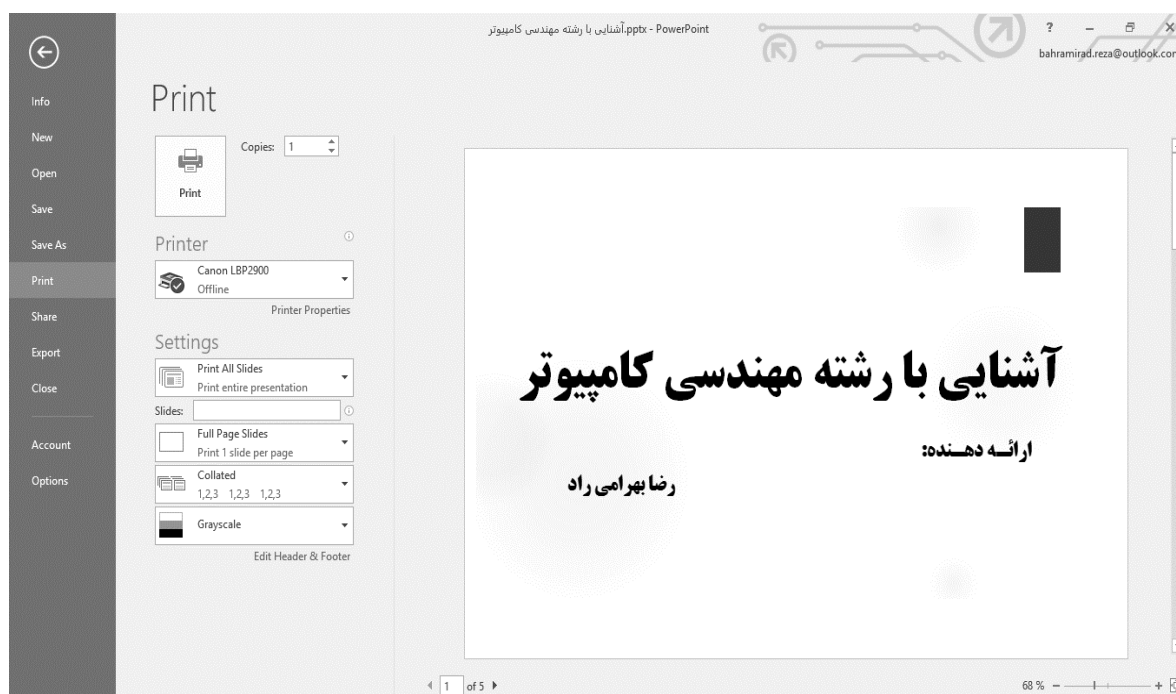 آشنایی با رشته مهندسی کامپیوتر.pptx - PowerPoint
?
bahramirad.reza@outlook.com
Info
New
Open
Save
Save As
Print
Share
Export
Close
Account
Options
Print
Print
Copies: 1
Printer
Canon LBP2900
Offline
Printer Properties
Settings
Print All Slides
Print entire presentation
Slides:
Full Page Slides
Print 1 slide per page
Collated
1,2,3 1,2,3 1,2,3
Grayscale
Edit Header & Footer
آشنایی با رشته مهندسی کامپیوتر
ارائـه دهـنده:
رضا بهرامی راد
1 of 5
68 %